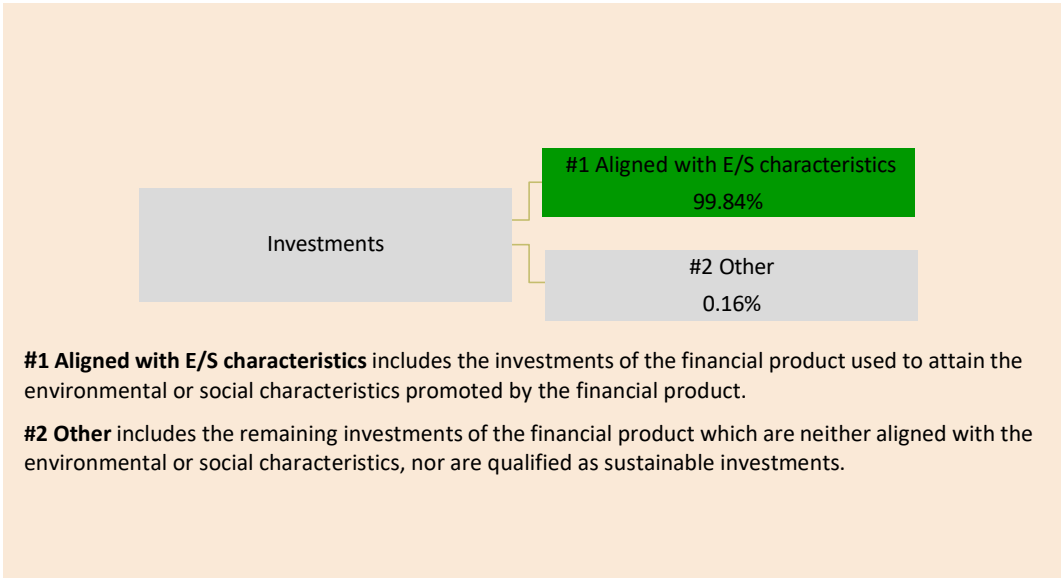 #1 Aligned with E/S characteristics
99.84%
Investments
#2 Other
0.16%
#1 Aligned with E/S characteristics includes the investments of the financial product used to attain the
environmental or social characteristics promoted by the financial product.
#2 Other includes the remaining investments of the financial product which are neither aligned with the
environmental or social characteristics, nor are qualified as sustainable investments.